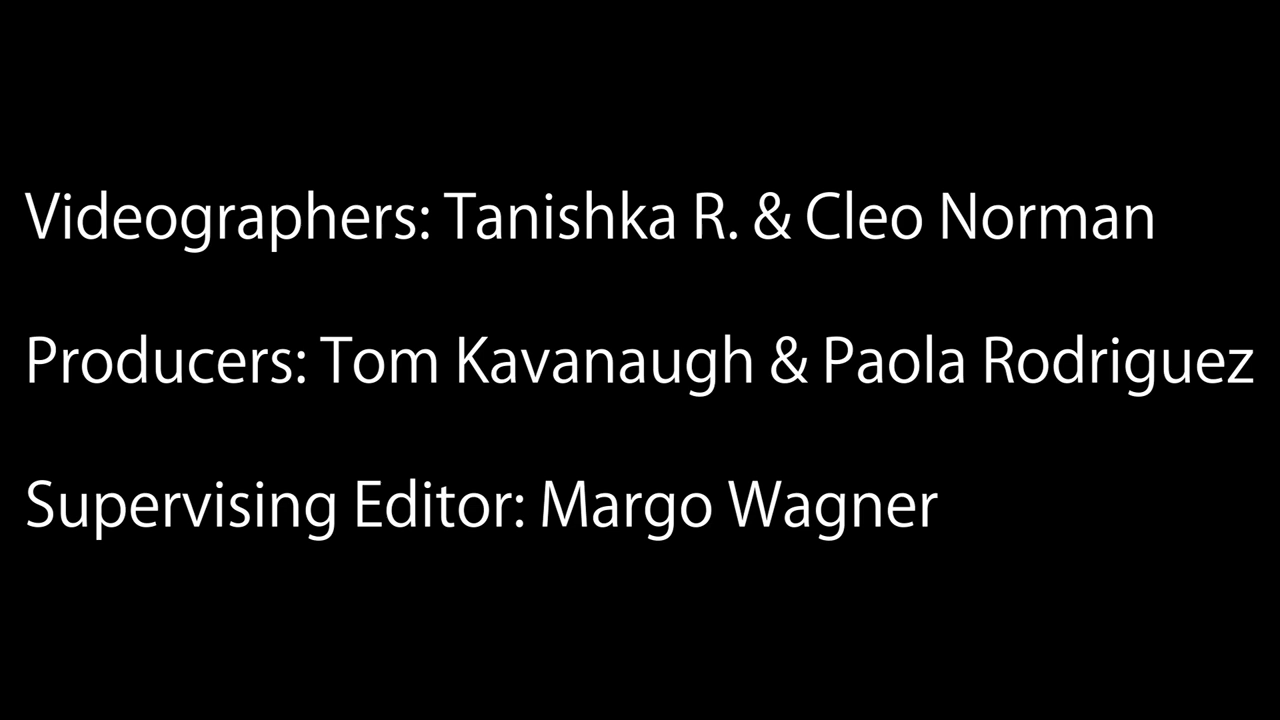 Videographers: Tanishka R. & Cleo Norman
Producers: Tom Kavanaugh & Paola Rodriguez
Supervising Editor: Margo Wagner